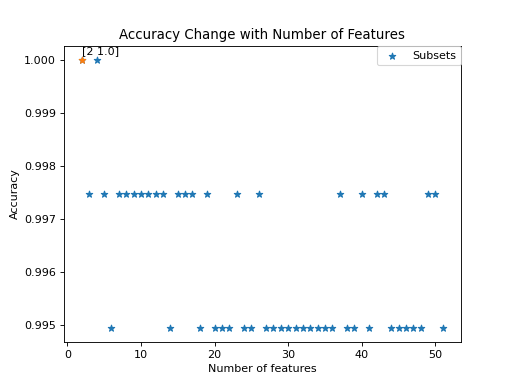 Accuracy Change with Number of Features
[2 1.0]
Subsets
1.000
0.999
0.998
0.997
0.996
0.995
Accuracy
0 10 20 30 40 50
Number of features